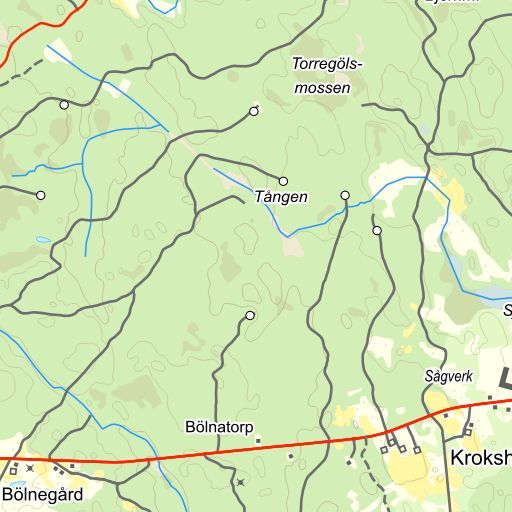 Torregöls-
mossen
Tången
Sågverk
Bölnatorp
Kroksh
Bölnegård